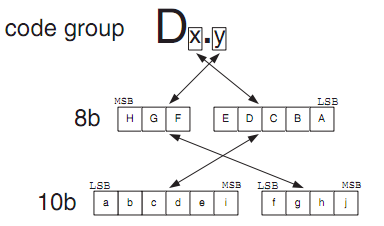 code group Dx.y
MSB LSB
8b H G F E D C B A
LSB MSB LSB MSB
10b a b c d e i f g h j